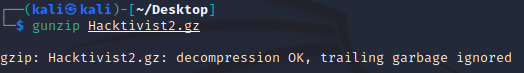 ┌──(kali㉿kali)-[~/Desktop]
└─$ gunzip Hacktivist2.gz
gzip: Hacktivist2.gz: decompression OK, trailing garbage ignored